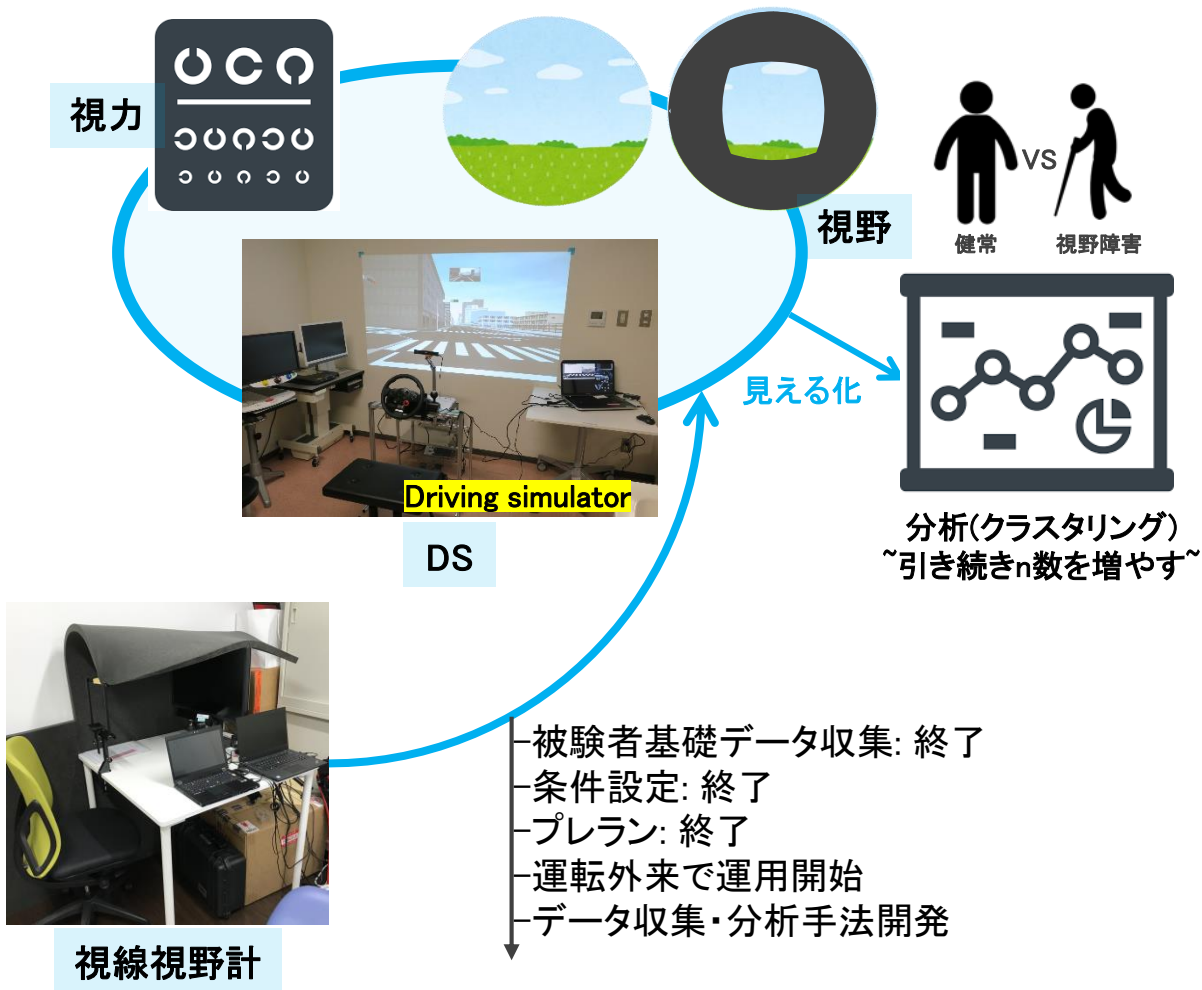 視力
視野
VS
健常
視野障害
Driving simulator
DS
見える化
分析(クラスタリング)
~引き続きn数を増やす~
視線視野計
-被験者基礎データ収集: 終了
-条件設定: 終了
-プレラン: 終了
-運転外来で運用開始
-データ収集・分析手法開発